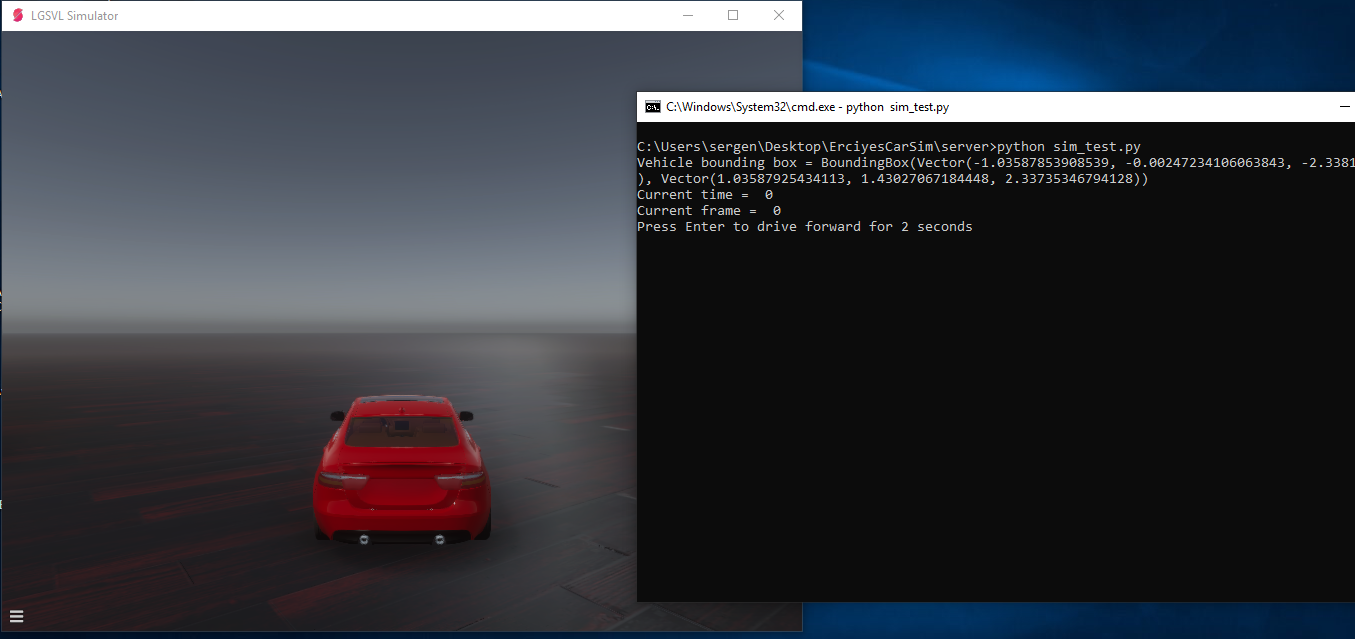 LGSVL Simulator
C:\Windows\System32\cmd.exe - python  sim_test.py
C:\Users\sergen\Desktop\ErciyesCarSim\server>python sim_test.py
Vehicle bounding box = BoundingBox(Vector(-1.03587853908539, -0.00247234106063843, -2.3381
), Vector(1.03587925434113, 1.43027067184448, 2.33735346794128))
Current time =  0
Current frame =  0
Press Enter to drive forward for 2 seconds